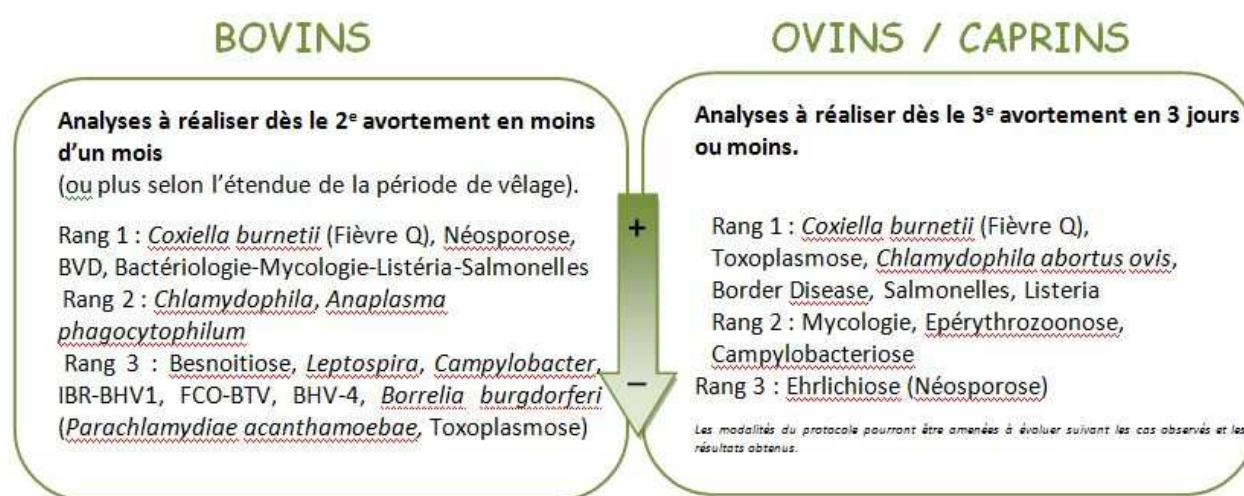 BOVINS
Analyses à réaliser dès le 2e avortement en moins
d'un mois
(ou plus selon l'étendue de la période de vêlage).
Rang 1 : Coxiella burnetii (Fièvre Q), Néosporose,
BVD, Bactériologie-Mycologie-Listéria-Salmonelles
Rang 2 : Chlamydophila, Anaplasma
phagocytophilum
Rang 3 : Besnoitiose, Leptospira, Campylobacter,
IBR-BHV1, FCO-BTV, BHV-4, Borrelia burgdorferi
(Parachlamydiae acanthamoebae, Toxoplasmose)
+
–
OVINS / CAPRINS
Analyses à réaliser dès le 3e avortement en 3 jours
ou moins.
Rang 1 : Coxiella burnetii (Fièvre Q),
Toxoplasmose, Chlamydophila abortus ovis,
Border Disease, Salmonelles, Listeria
Rang 2 : Mycologie, Epérythrozoonose,
Campylobacteriose
Rang 3 : Ehrlichiose (Néosporose)
Les modalités du protocole pourront être amenées à évoluer suivant les cas observés et les
résultats obtenus.